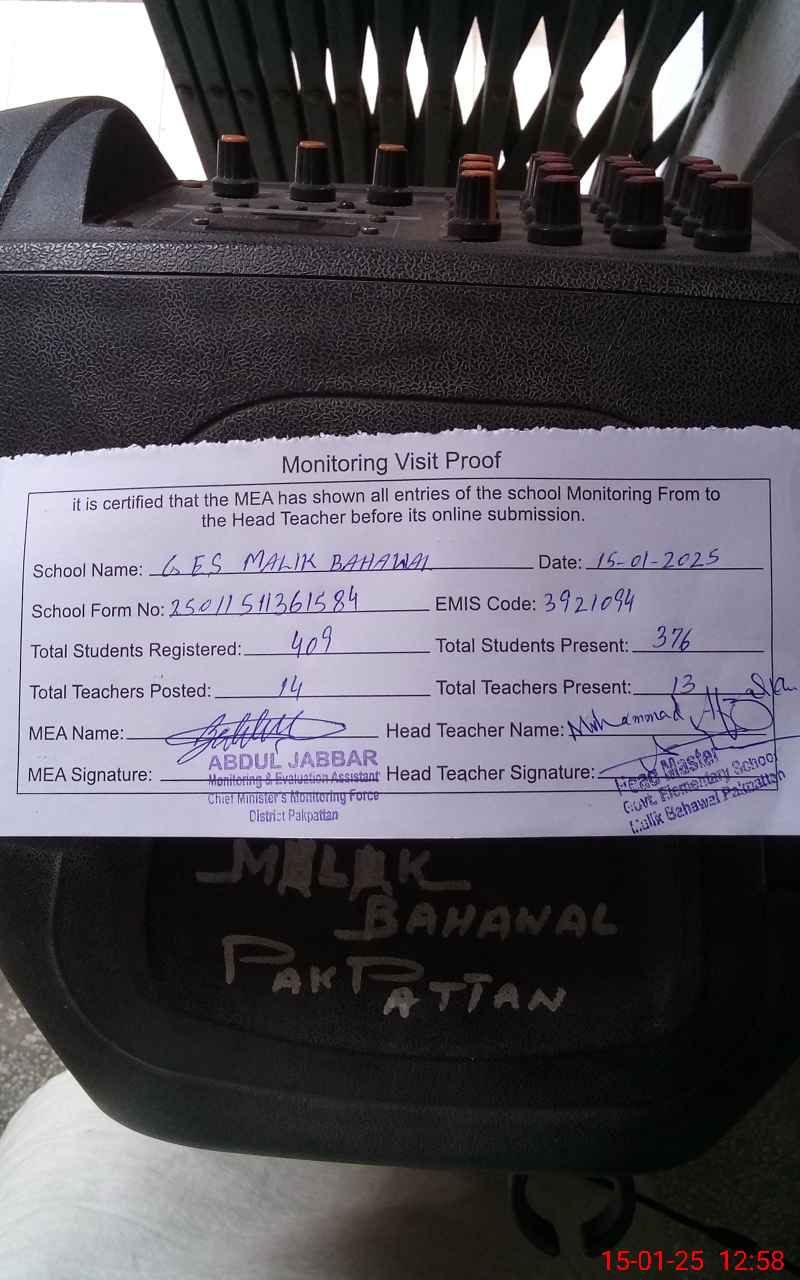 Monitoring Visit Proof
it is certified that the MEA has shown all entries of the school Monitoring From to
the Head Teacher before its online submission.
School Name: G E S MALIK BAHAWAL Date: 15-01-2025
School Form No: 25011511361584 EMIS Code: 3921094
Total Students Registered: 409 Total Students Present: 376
Total Teachers Posted: 14 Total Teachers Present: 13
MEA Name: Head Teacher Name: Muhammad
ABDUL JABBAR
MEA Signature: Head Teacher Signature:
Monitoring & Evaluation Assistant
Chief Minister's Monitoring Force
District Pakpattan
Head Master
Govt. Elementary School
Malik Bahawal Pakpattan
MALAK
BAHAWAL
PAKPATTAN
15-01-25 12:58